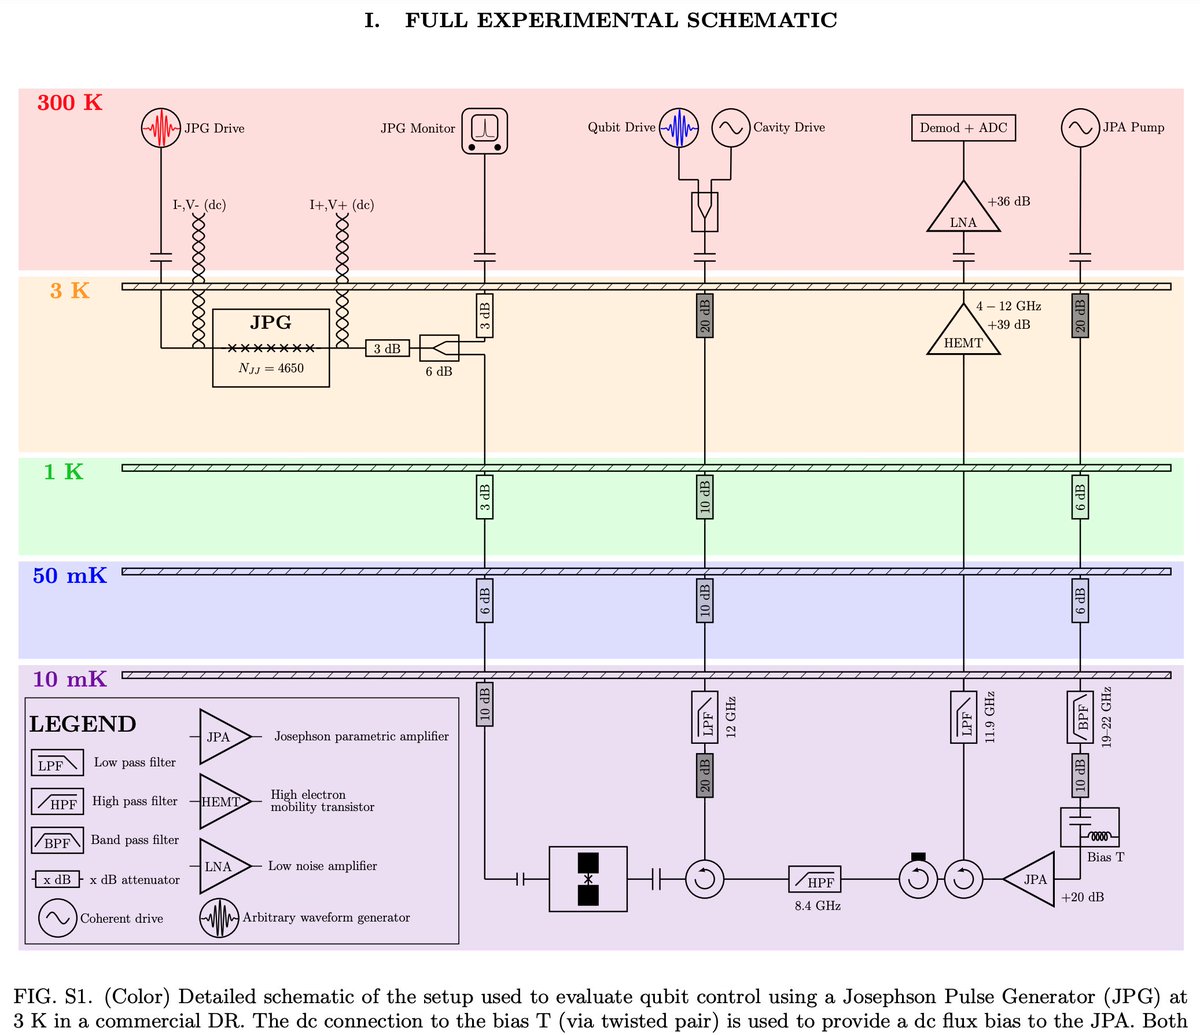 I. FULL EXPERIMENTAL SCHEMATIC
300 K
JPG Drive
JPG Monitor
Qubit Drive
Cavity Drive
Demod + ADC
JPA Pump
I-,V- (dc)
I+,V+ (dc)
+36 dB
LNA
3 K
JPG
N_JJ = 4650
3 dB
6 dB
3 dB
20 dB
4 – 12 GHz
+39 dB
HEMT
20 dB
1 K
3 dB
10 dB
6 dB
50 mK
6 dB
10 dB
6 dB
10 mK
10 dB
LPF
12 GHz
20 dB
LPF
11.9 GHz
BPF
19–22 GHz
10 dB
Bias T
HPF
8.4 GHz
JPA
+20 dB
LEGEND
LPF
Low pass filter
HPF
High pass filter
BPF
Band pass filter
x dB
x dB attenuator
Coherent drive
JPA
Josephson parametric amplifier
HEMT
High electron
mobility transistor
LNA
Low noise amplifier
Arbitrary waveform generator
FIG. S1. (Color) Detailed schematic of the setup used to evaluate qubit control using a Josephson Pulse Generator (JPG) at
3 K in a commercial DR. The dc connection to the bias T (via twisted pair) is used to provide a dc flux bias to the JPA. Both